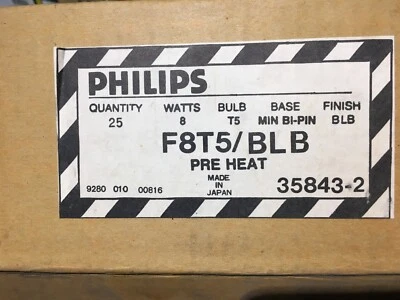 PHILIPS
QUANTITY WATTS BULB BASE FINISH
25 8 T5 MIN BI-PIN BLB
F8T5/BLB
PRE HEAT
MADE
IN
9280 010 00816 JAPAN 35843-2